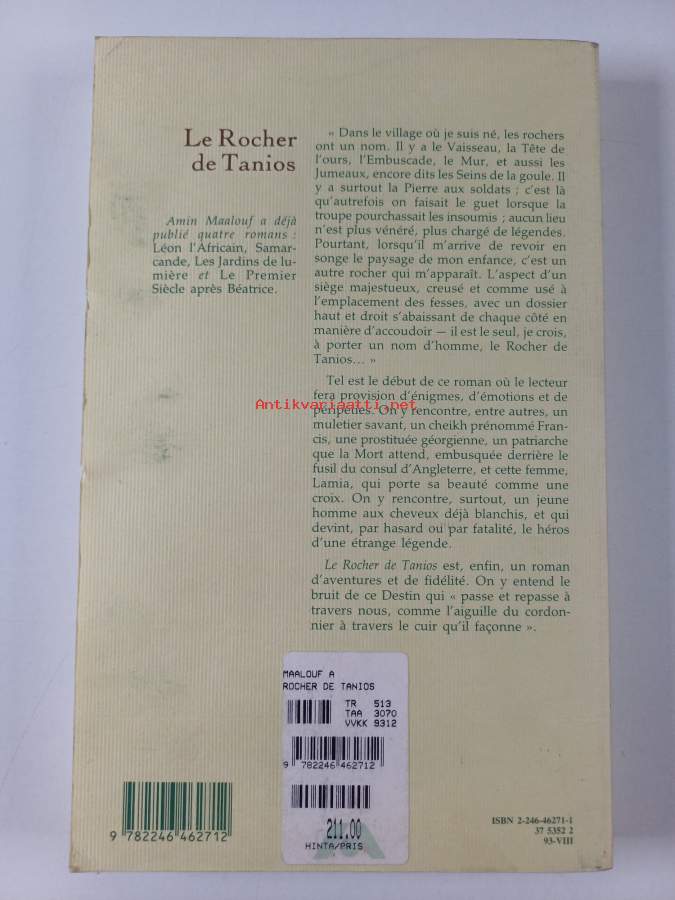 Le Rocher
de Tanios
Amin Maalouf a déjà
publié quatre romans :
Léon l'Africain, Samar-
cande, Les Jardins de lu-
mière et Le Premier
Siècle après Béatrice.
« Dans le village où je suis né, les rochers
ont un nom. Il y a le Vaisseau, la Tête de
l'ours, l'Embuscade, le Mur, et aussi les
Jumeaux, encore dits les Seins de la goule. Il
y a surtout la Pierre aux soldats ; c'est là
qu'autrefois on faisait le guet lorsque la
troupe pourchassait les insoumis ; aucun lieu
n'est plus vénéré, plus chargé de légendes.
Pourtant, lorsqu'il m'arrive de revoir en
songe le paysage de mon enfance, c'est un
autre rocher qui m'apparaît. L'aspect d'un
siège majestueux, creusé et comme usé à
l'emplacement des fesses, avec un dossier
haut et droit s'abaissant de chaque côté en
manière d'accoudoir — il est le seul, je crois,
à porter un nom d'homme, le Rocher de
Tanios... »
Tel est le début de ce roman où le lecteur
fera provision d'énigmes, d'émotions et de
péripéties. On y rencontre, entre autres, un
muletier savant, un cheikh prénommé Fran-
cis, une prostituée géorgienne, un patriarche
que la Mort attend, embusquée derrière le
fusil du consul d'Angleterre, et cette femme,
Lamia, qui porte sa beauté comme une
croix. On y rencontre, surtout, un jeune
homme aux cheveux déjà blanchis, et qui
devint, par hasard ou par fatalité, le héros
d'une étrange légende.
Le Rocher de Tanios est, enfin, un roman
d'aventures et de fidélité. On y entend le
bruit de ce Destin qui « passe et repasse à
travers nous, comme l'aiguille du cordon-
nier à travers le cuir qu'il façonne ».
Antikvariaatti.net
MAALOUF A
ROCHER DE TANIOS
TR 513
TAA 3070
VVKK 9312
9 782246 462712
211.00
HINTA/PRIS
9 782246 462712
ISBN 2-246-46271-1
37 5352 2
93-VIII